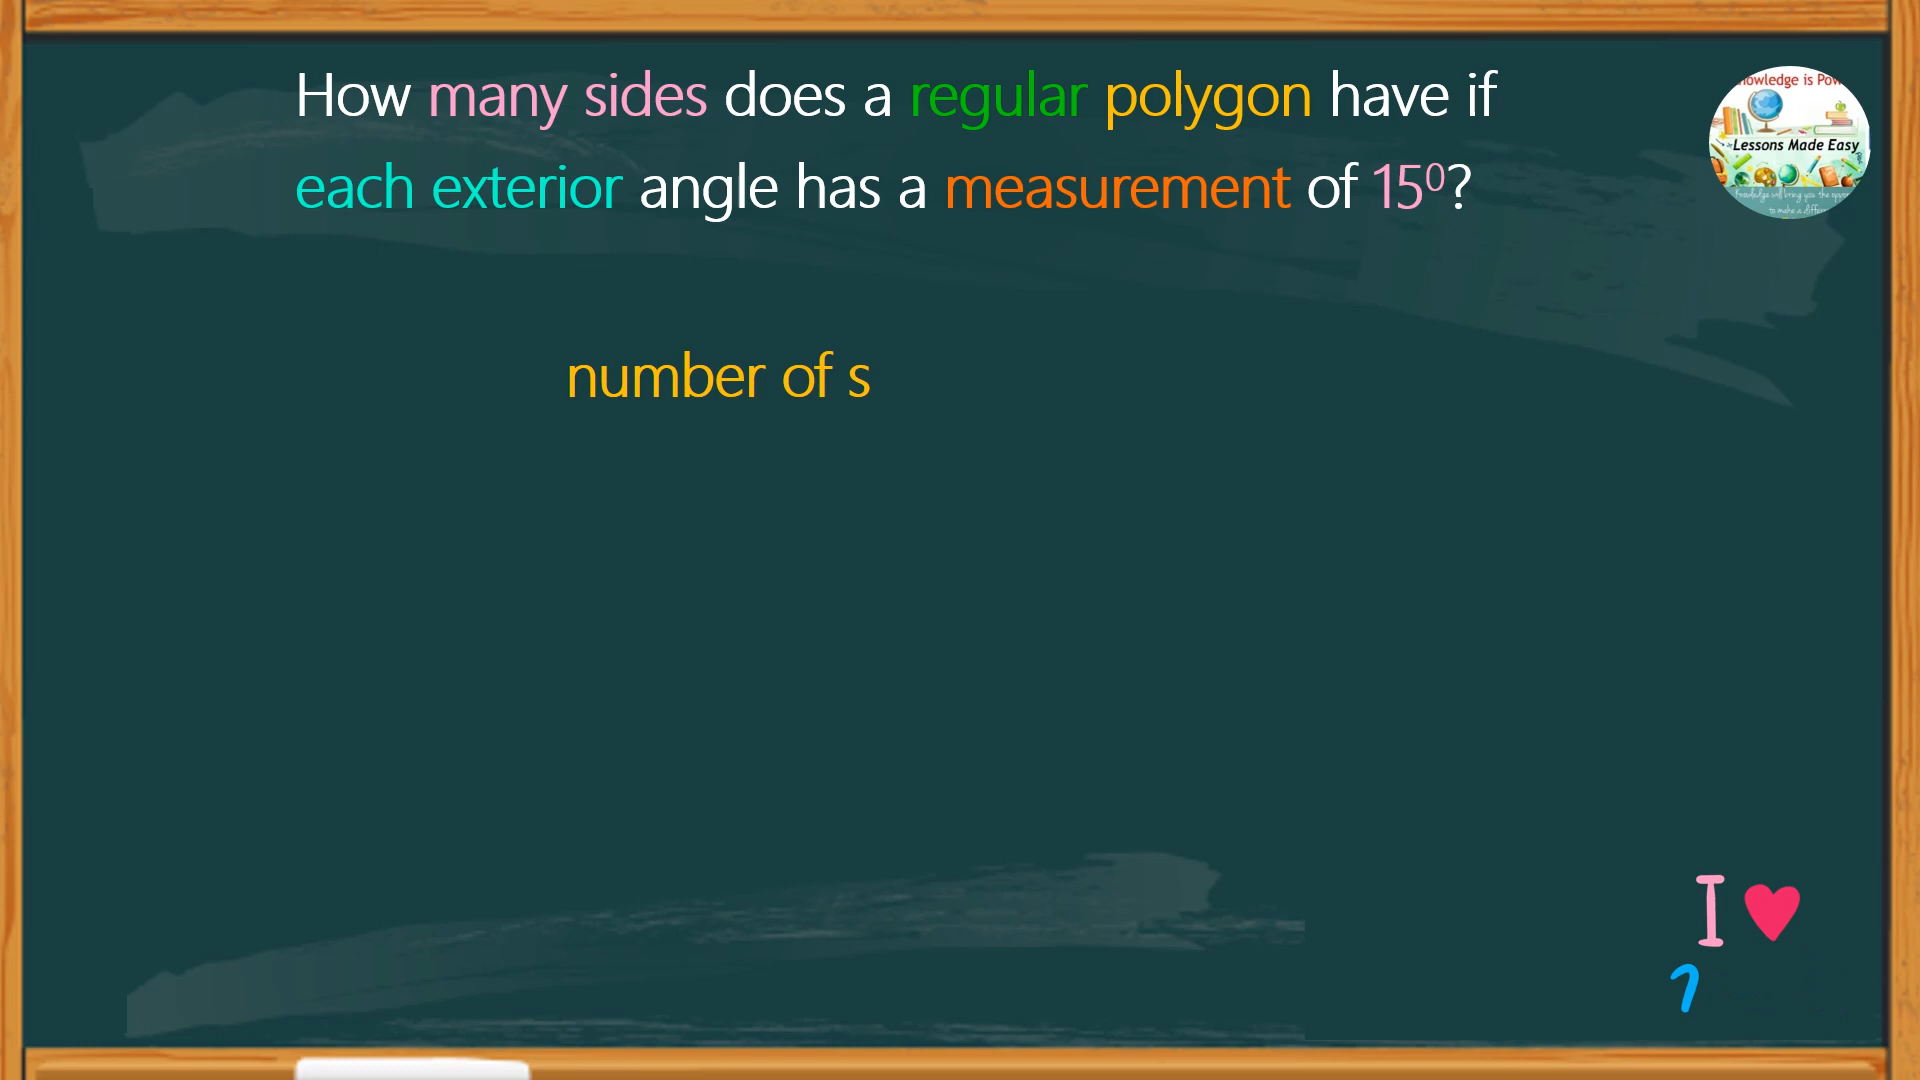 How many sides does a regular polygon have if
each exterior angle has a measurement of 15⁰?
Lessons Made Easy
number of s
I ♥